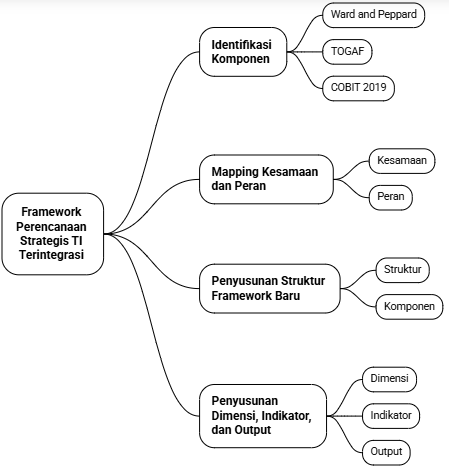 Framework
Perencanaan
Strategis TI
Terintegrasi
Identifikasi
Komponen
Ward and Peppard
TOGAF
COBIT 2019
Mapping Kesamaan
dan Peran
Kesamaan
Peran
Penyusunan Struktur
Framework Baru
Struktur
Komponen
Penyusunan
Dimensi, Indikator,
dan Output
Dimensi
Indikator
Output